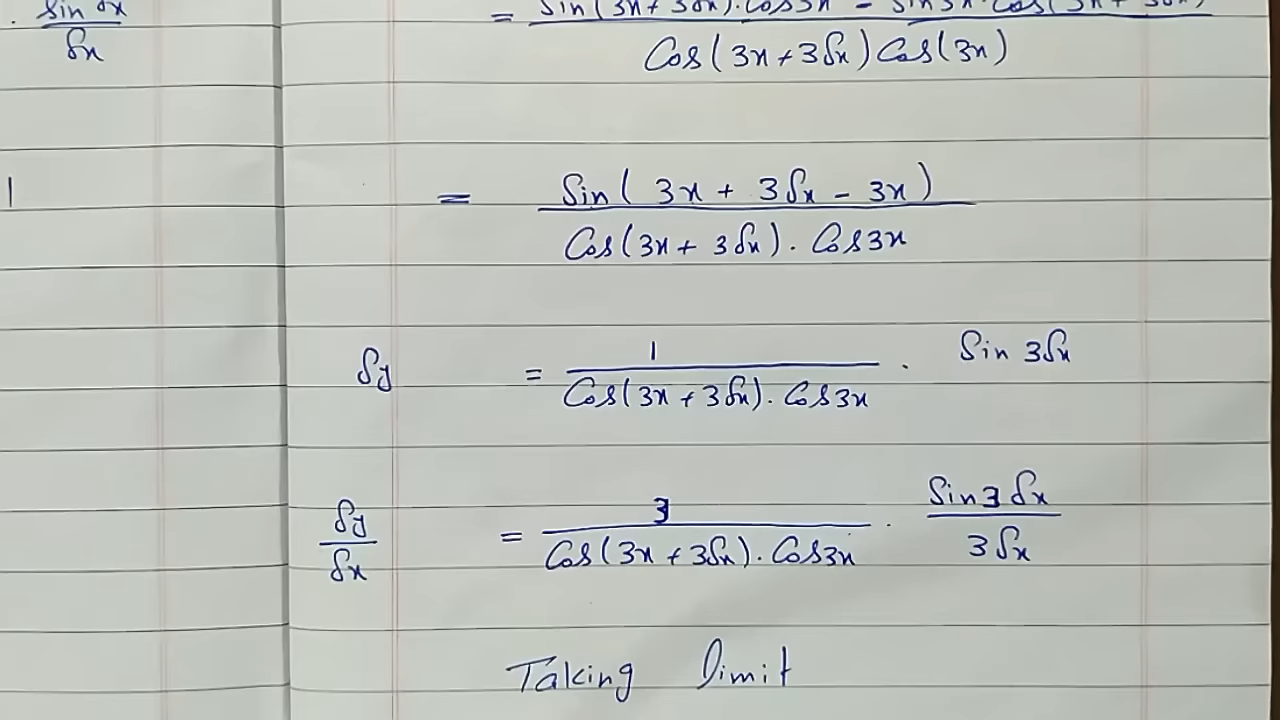 . Sin δx / δx
= Sin(3x + 3δx).Cos3x - Sin3x.Cos(3x + 3δx) / Cos(3x+3δx)Cos(3x)
1
= Sin(3x + 3δx - 3x) / Cos(3x + 3δx). Cos3x
δy = 1 / Cos(3x + 3δx). Cos3x . Sin 3δx
δy / δx = 3 / Cos(3x + 3δx). Cos3x . Sin3δx / 3δx
Taking limit